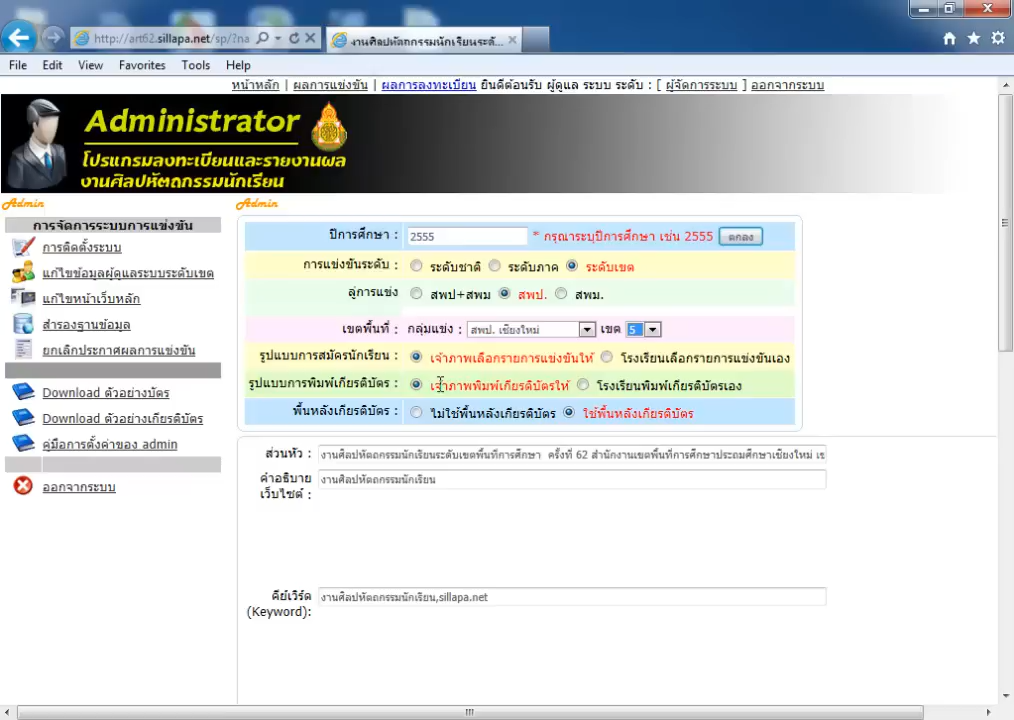 http://art62.sillapa.net/sp/?na
งานศิลปหัตถกรรมนักเรียนระดั...
File Edit View Favorites Tools Help
หน้าหลัก | ผลการแข่งขัน | ผลการลงทะเบียน ยินดีต้อนรับ ผู้ดูแล ระบบ ระดับ : [ ผู้จัดการระบบ ] ออกจากระบบ
Administrator
โปรแกรมลงทะเบียนและรายงานผล
งานศิลปหัตถกรรมนักเรียน
Admin
การจัดการระบบการแข่งขัน
การติดตั้งระบบ
แก้ไขข้อมูลผู้ดูแลระบบระดับเขต
แก้ไขหน้าเว็บหลัก
สำรองฐานข้อมูล
ยกเลิกประกาศผลการแข่งขัน
Download ตัวอย่างบัตร
Download ตัวอย่างเกียรติบัตร
คู่มือการตั้งค่าของ admin
ออกจากระบบ
Admin
ปีการศึกษา : 2555 * กรุณาระบุปีการศึกษา เช่น 2555 ตกลง
การแข่งขันระดับ : ระดับชาติ ระดับภาค ระดับเขต
ลู่การแข่ง สพป+สพม สพป. สพม.
เขตพื้นที่ : กลุ่มแข่ง : สพป. เชียงใหม่ เขต 5
รูปแบบการสมัครนักเรียน : เจ้าภาพเลือกรายการแข่งขันให้ โรงเรียนเลือกรายการแข่งขันเอง
รูปแบบการพิมพ์เกียรติบัตร : เจ้าภาพพิมพ์เกียรติบัตรให้ โรงเรียนพิมพ์เกียรติบัตรเอง
พื้นหลังเกียรติบัตร : ไม่ใช้พื้นหลังเกียรติบัตร ใช้พื้นหลังเกียรติบัตร
ส่วนหัว : งานศิลปหัตถกรรมนักเรียนระดับเขตพื้นที่การศึกษา ครั้งที่ 62 สำนักงานเขตพื้นที่การศึกษาประถมศึกษาเชียงใหม่ เข
คำอธิบาย งานศิลปหัตถกรรมนักเรียน
เว็บไซต์ :
คีย์เวิร์ด งานศิลปหัตถกรรมนักเรียน,sillapa.net
(Keyword):